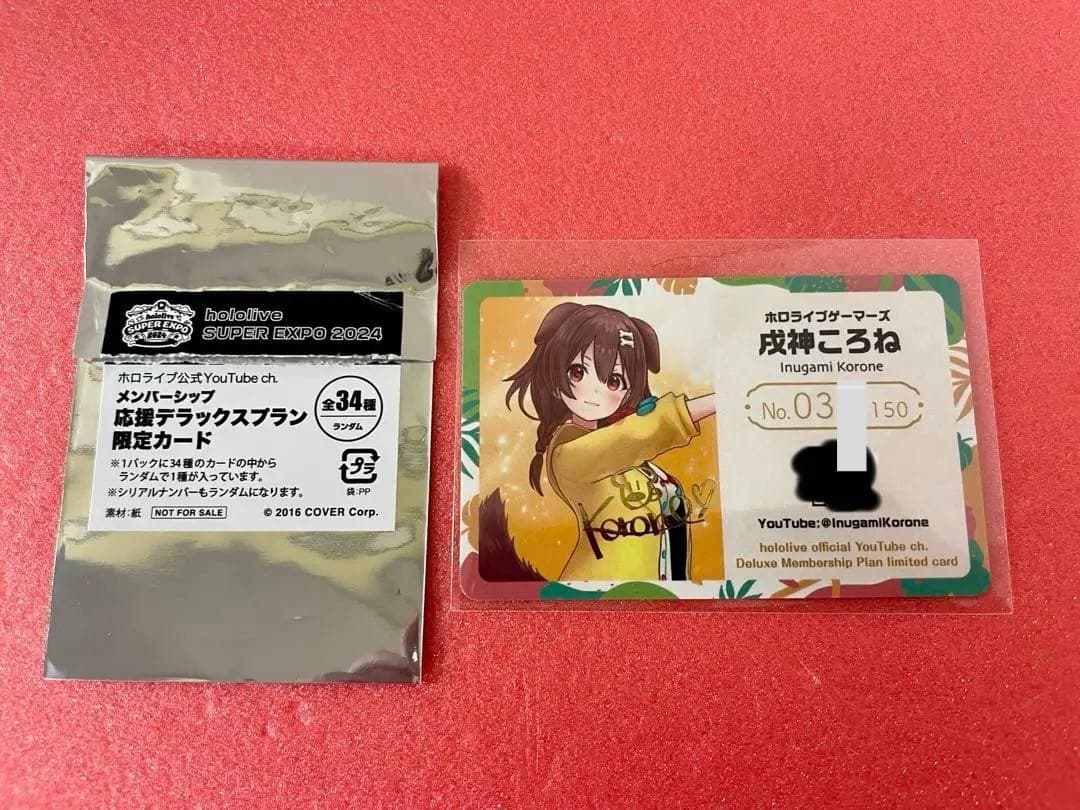 hololive
SUPER EXPO
2024
hololive
SUPER EXPO 2024
ホロライブ公式YouTube ch.
メンバーシップ
応援デラックスプラン
限定カード
全34種
ランダム
※1パックに34種のカードの中から
ランダムで1種が入っています。
※シリアルナンバーもランダムになります。
プラ
袋:PP
素材:紙 NOT FOR SALE © 2016 COVER Corp.
ホロライブゲーマーズ
戌神ころね
Inugami Korone
No.03 150
YouTube:@InugamiKorone
hololive official YouTube ch.
Deluxe Membership Plan limited card
Korone